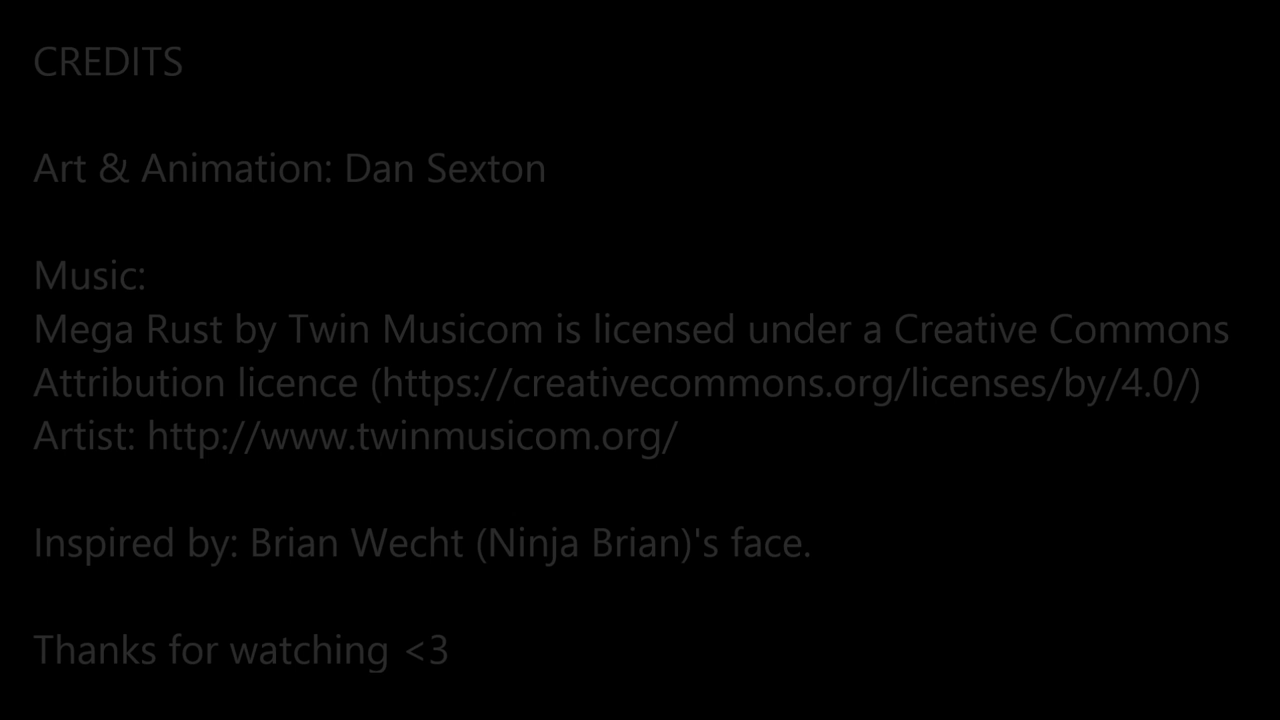 CREDITS
Art & Animation: Dan Sexton
Music:
Mega Rust by Twin Musicom is licensed under a Creative Commons
Attribution licence (https://creativecommons.org/licenses/by/4.0/)
Artist: http://www.twinmusicom.org/
Inspired by: Brian Wecht (Ninja Brian)'s face.
Thanks for watching <3